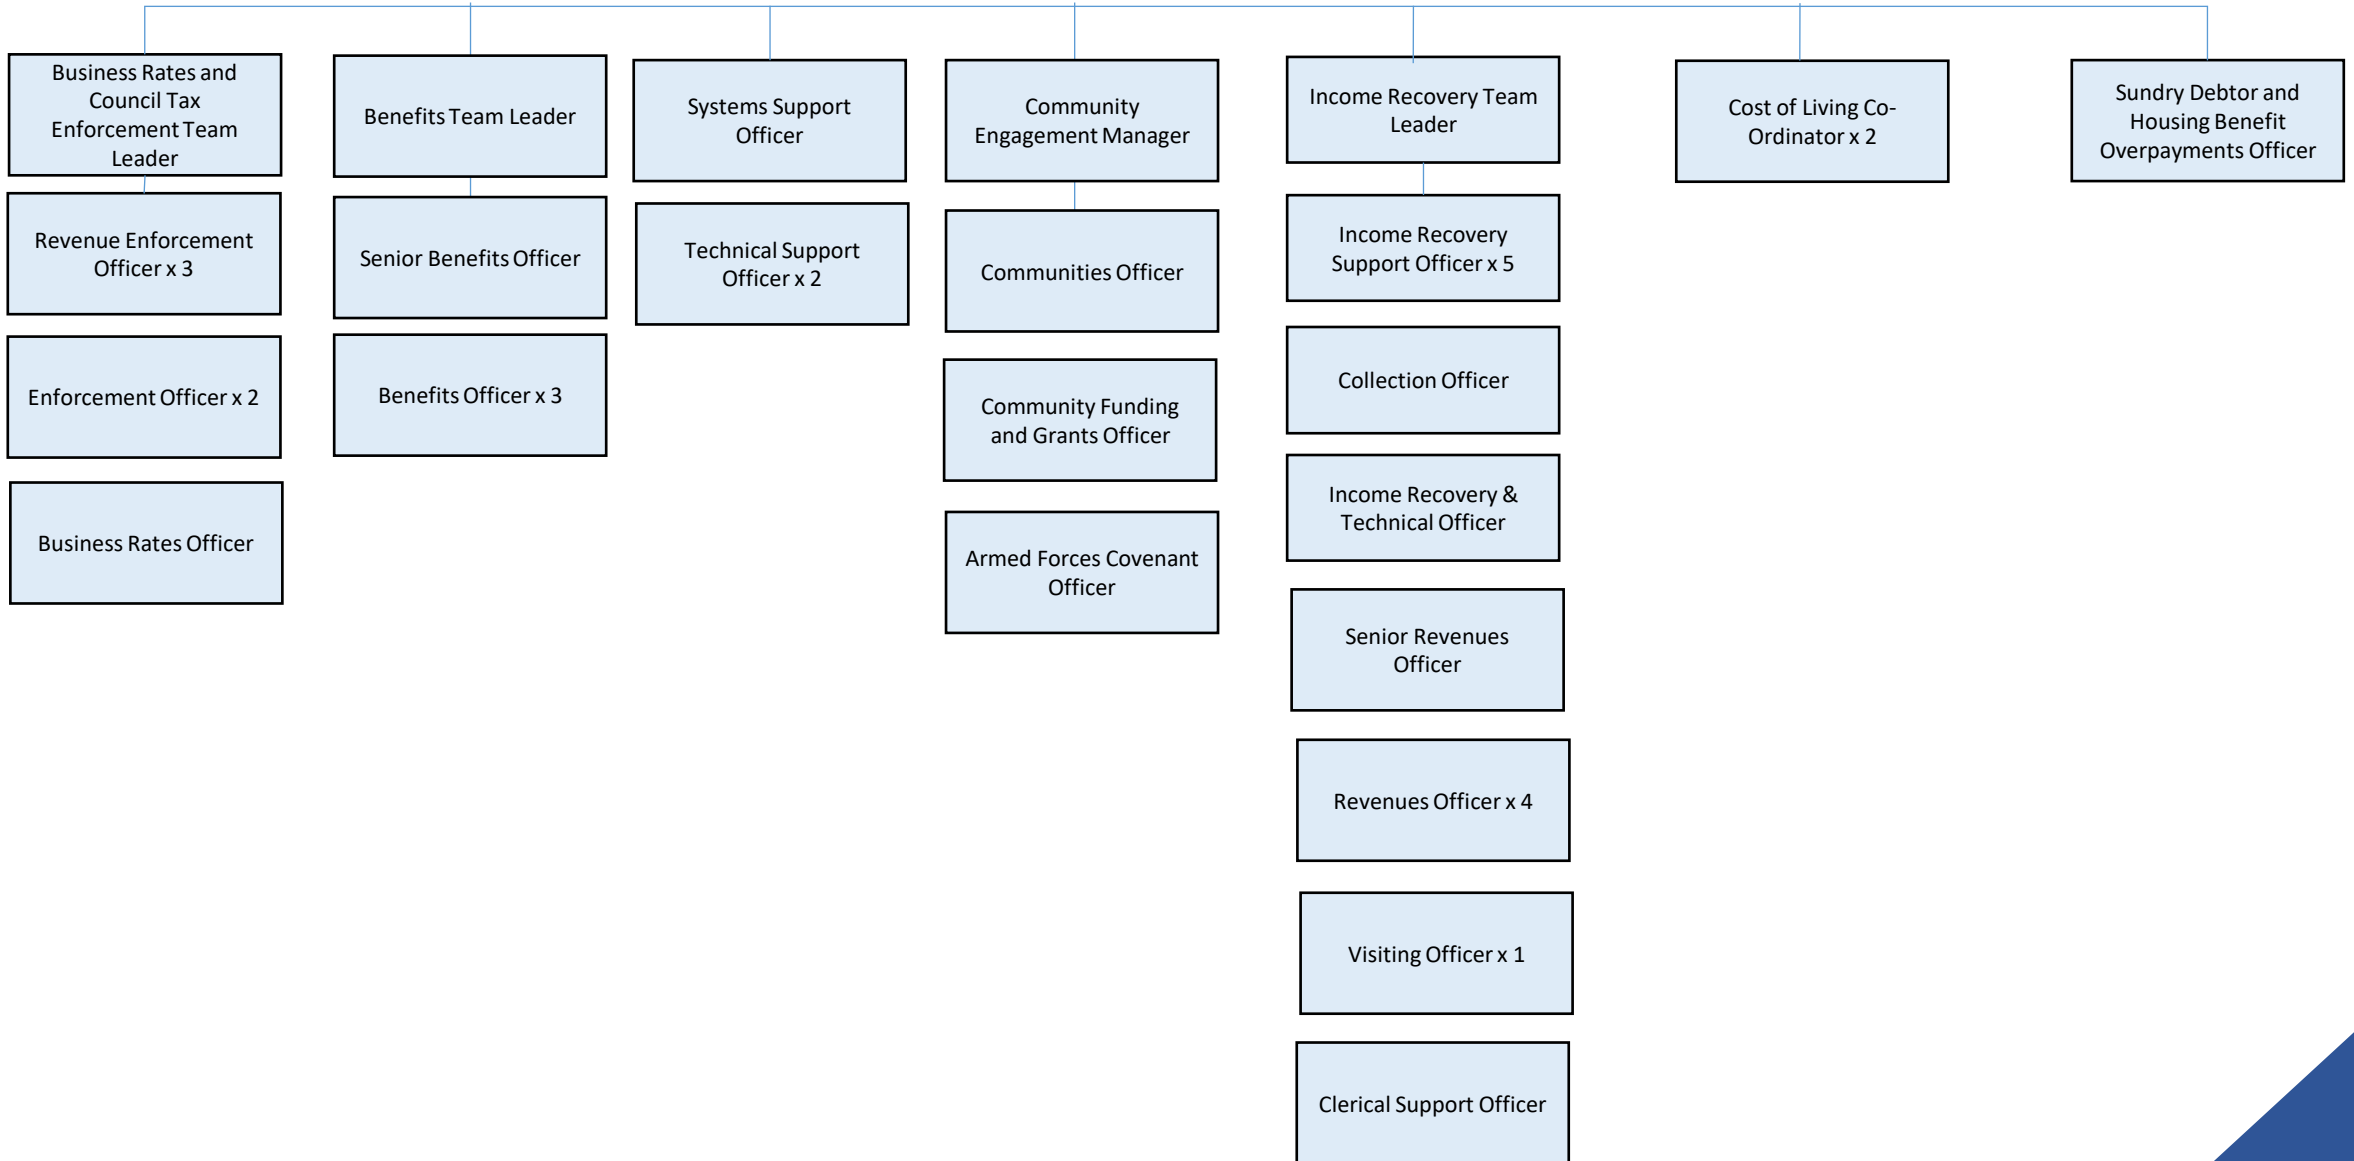 Business Rates and
Council Tax
Enforcement Team
Leader
Revenue Enforcement
Officer x 3
Enforcement Officer x 2
Business Rates Officer
Benefits Team Leader
Senior Benefits Officer
Benefits Officer x 3
Systems Support
Officer
Technical Support
Officer x 2
Community
Engagement Manager
Communities Officer
Community Funding
and Grants Officer
Armed Forces Covenant
Officer
Income Recovery Team
Leader
Income Recovery
Support Officer x 5
Collection Officer
Income Recovery &
Technical Officer
Senior Revenues
Officer
Revenues Officer x 4
Visiting Officer x 1
Clerical Support Officer
Cost of Living Co-
Ordinator x 2
Sundry Debtor and
Housing Benefit
Overpayments Officer